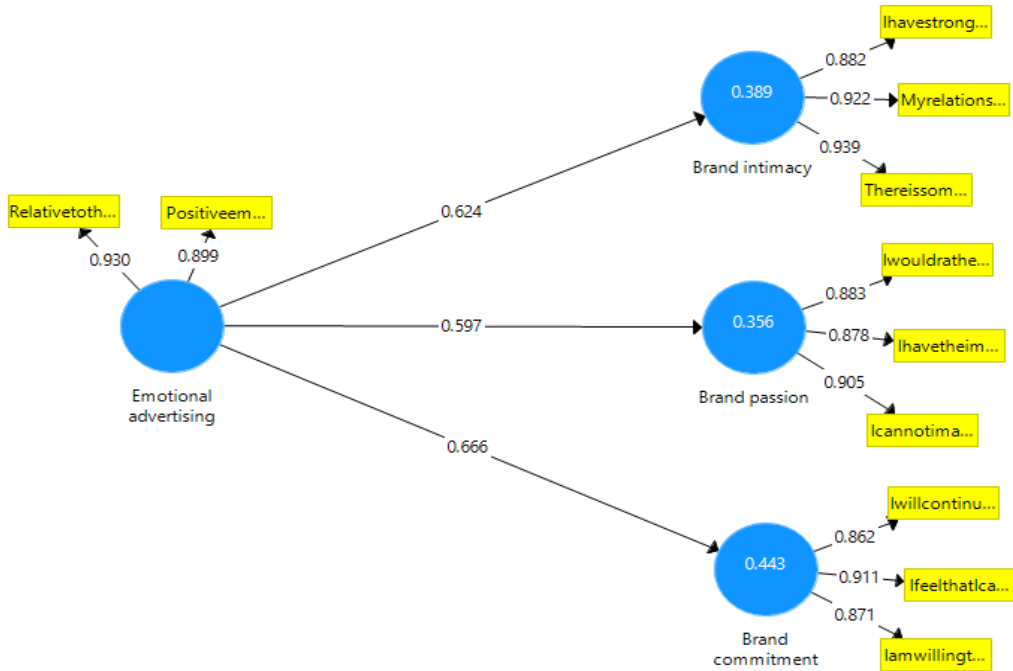 Ihavestrong...
0.882
0.389
0.922
Myrelations...
0.939
Brand intimacy
Thereissom...
Relativetoth...
Positiveem...
0.624
0.930
0.899
Iwouldrathe...
0.883
0.597
0.356
0.878
Ihavetheim...
0.905
Emotional
advertising
Brand passion
Icannotima...
0.666
Iwillcontinu...
0.862
0.443
0.911
IfeelthatIca...
0.871
Brand
commitment
Iamwillingt...